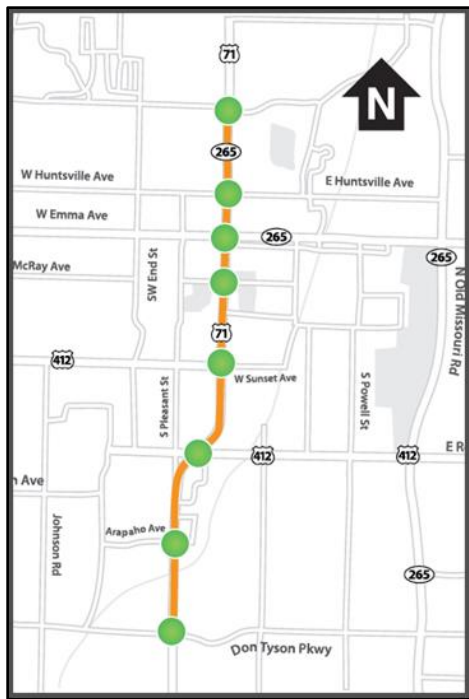 71
N
265
W Huntsville Ave
E Huntsville Ave
W Emma Ave
265
McRay Ave
SW End St
265
N Old Missouri Rd
71
412
W Sunset Ave
S Pleasant St
S Powell St
E R
412
412
n Ave
Johnson Rd
Arapaho Ave
265
Don Tyson Pkwy